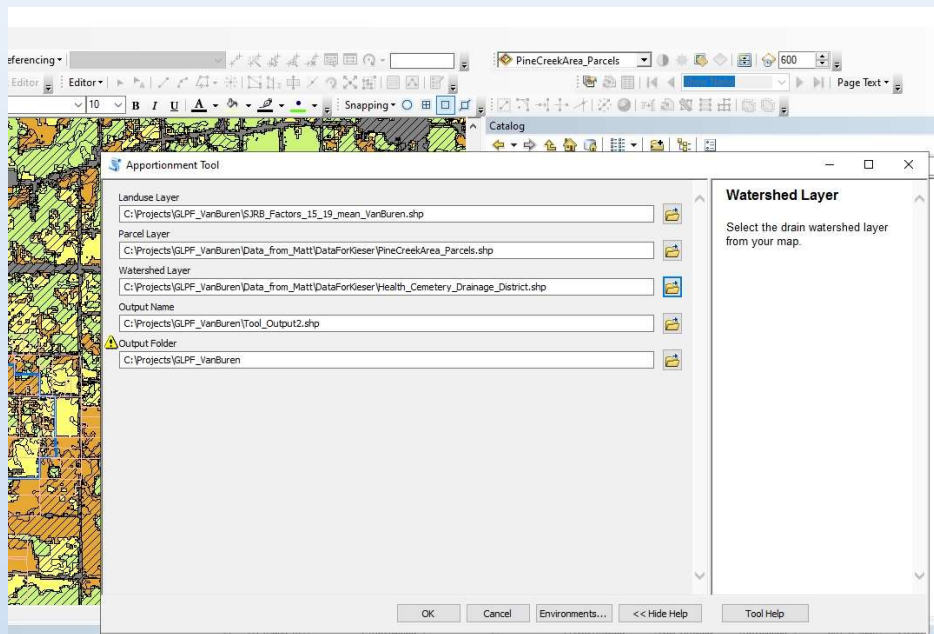 eferencing
PineCreekArea_Parcels
600
Editor
Editor
Page Text
10
B I U A
Snapping
Catalog
Apportionment Tool
Landuse Layer
C:\Projects\GLPF_VanBuren\SJRB_Factors_15_19_mean_VanBuren.shp
Parcel Layer
C:\Projects\GLPF_VanBuren\Data_from_Matt\DataForKieser\PineCreekArea_Parcels.shp
Watershed Layer
C:\Projects\GLPF_VanBuren\Data_from_Matt\DataForKieser\Health_Cemetery_Drainage_District.shp
Output Name
C:\Projects\GLPF_VanBuren\Tool_Output2.shp
Output Folder
C:\Projects\GLPF_VanBuren
Watershed Layer
Select the drain watershed layer
from your map.
OK
Cancel
Environments...
<< Hide Help
Tool Help